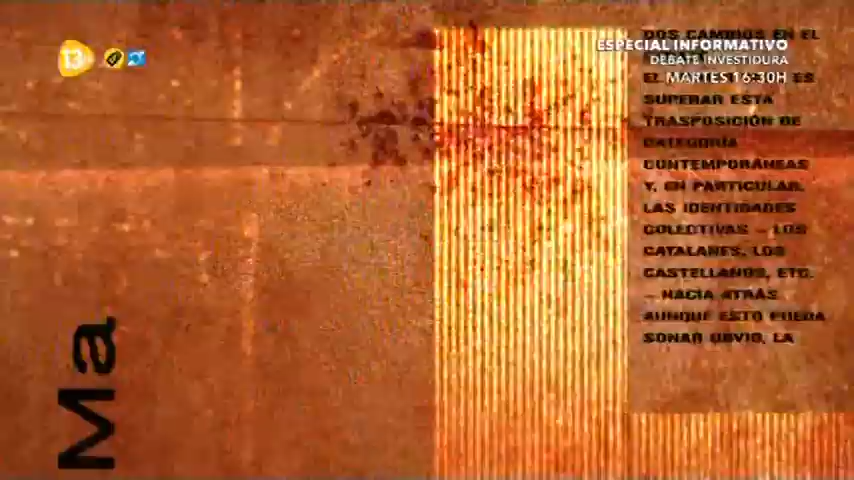 13
ESPECIAL INFORMATIVO
DEBATE INVESTIDURA
MARTES 16:30H
DOS CAMBIOS EN EL
EL
ES
SUPERAR ESTA
TRASPOSICIÓN DE
CATEGORÍA
CONTEMPORÁNEAS
Y, EN PARTICULAR,
LAS IDENTIDADES
COLECTIVAS – LOS
CATALANES, LOS
CASTELLANOS, ETC.
– HACIA ATRÁS
AUNQUE ESTO PUEDA
SONAR OBVIO, LA
Ma